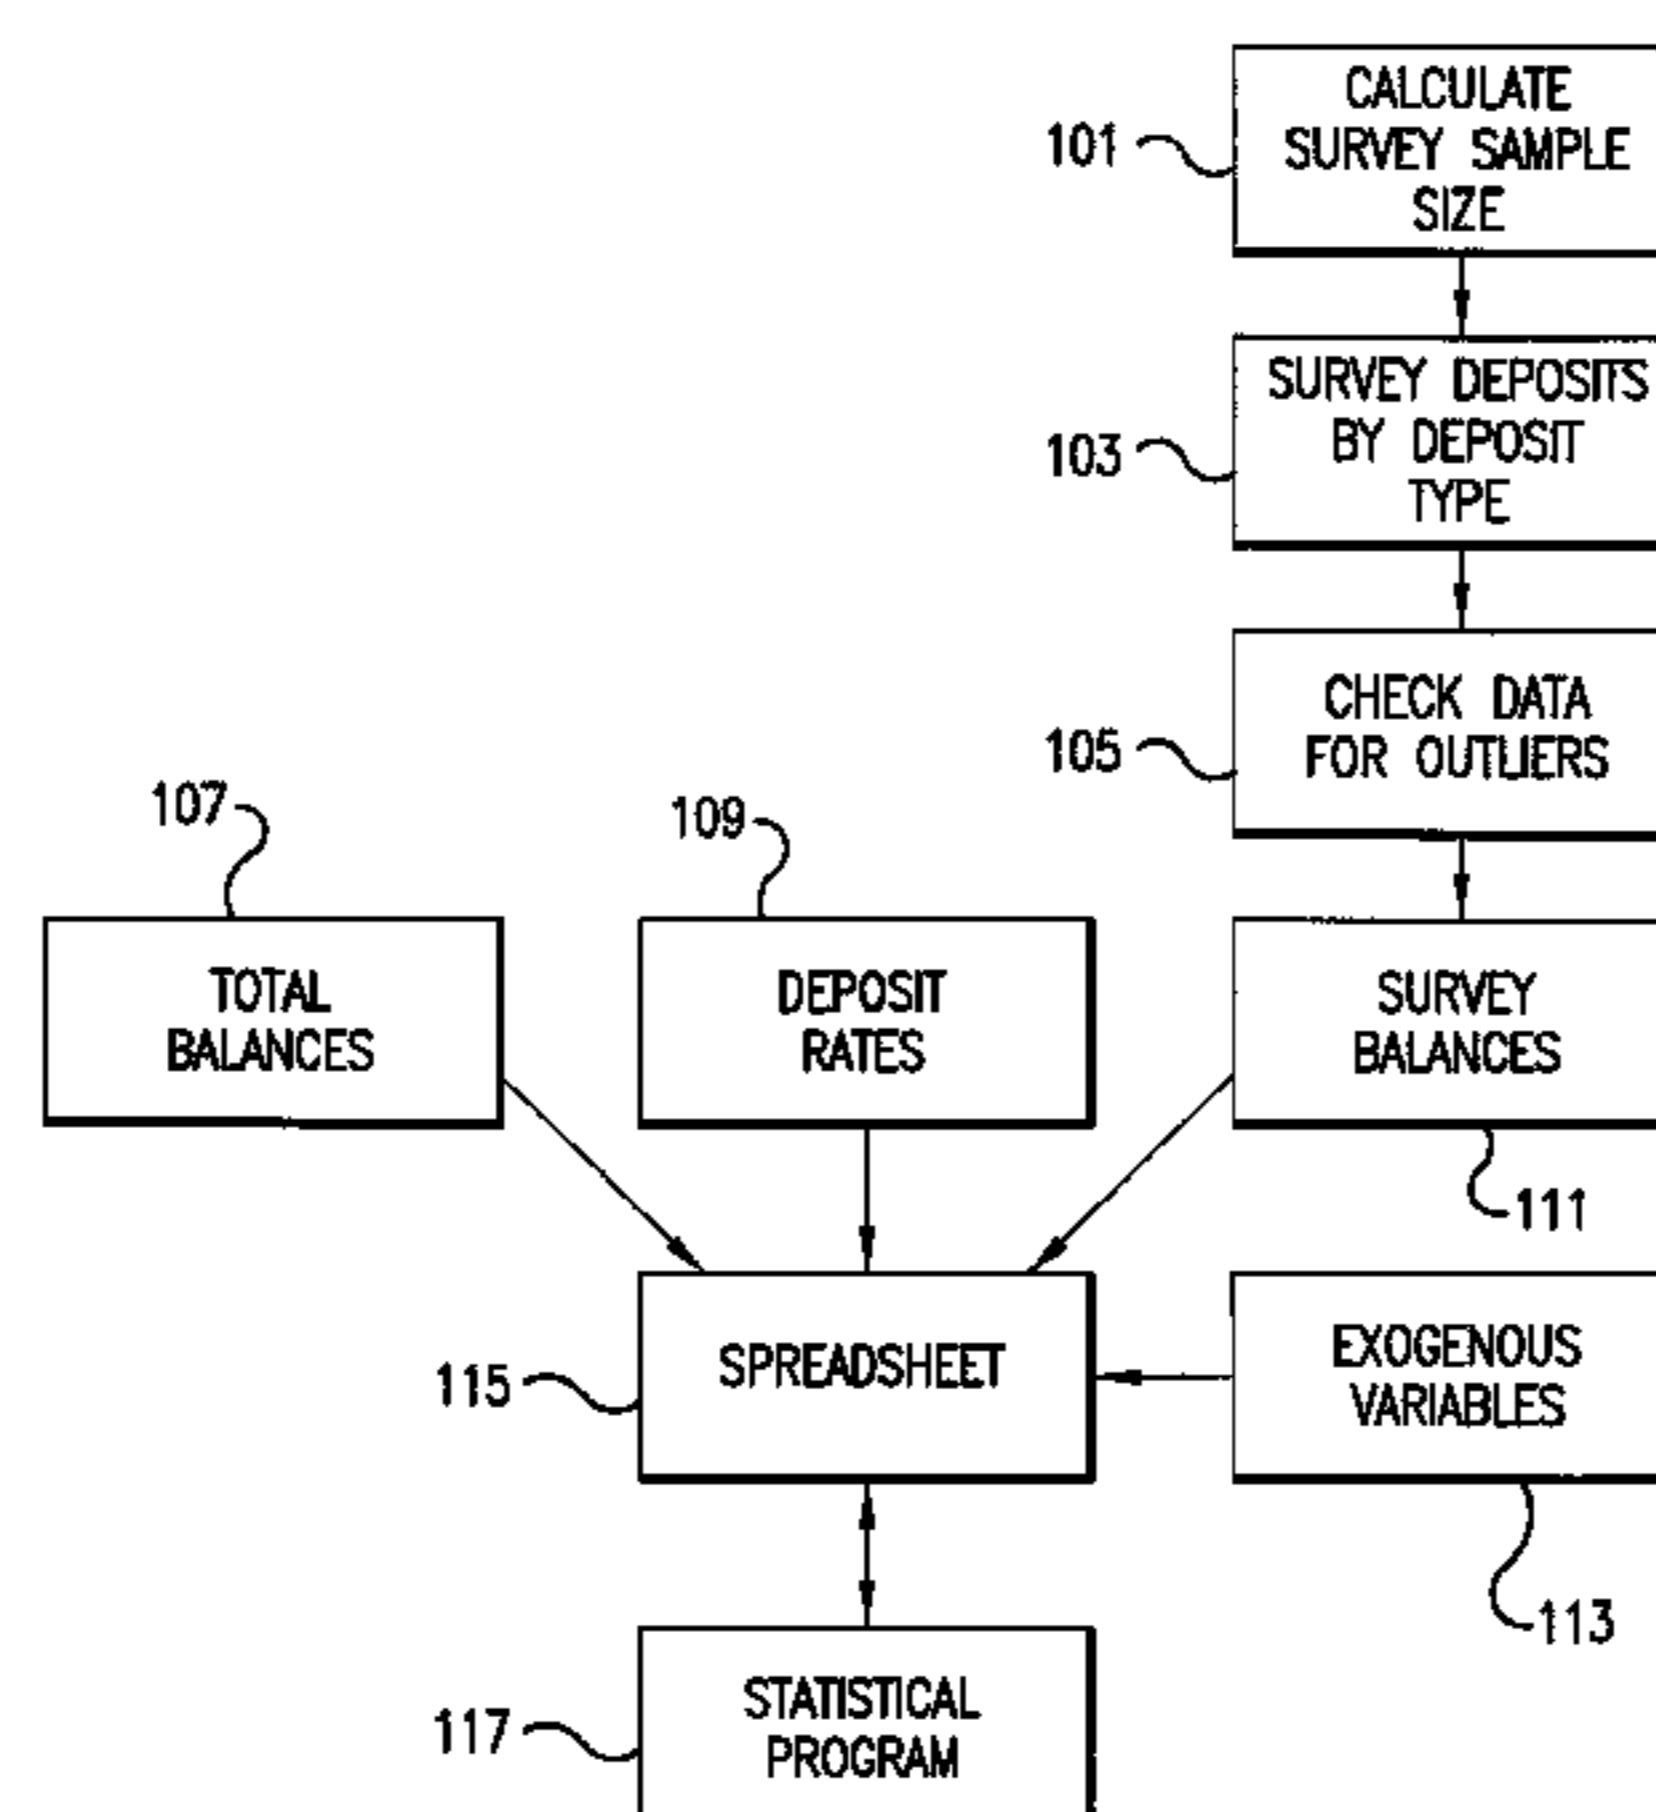 CALCULATE
SURVEY SAMPLE
SIZE
101
SURVEY DEPOSITS
BY DEPOSIT
TYPE
103
CHECK DATA
FOR OUTLIERS
105
107
109
TOTAL
BALANCES
DEPOSIT
RATES
SURVEY
BALANCES
111
SPREADSHEET
115
EXOGENOUS
VARIABLES
113
STATISTICAL
PROGRAM
117